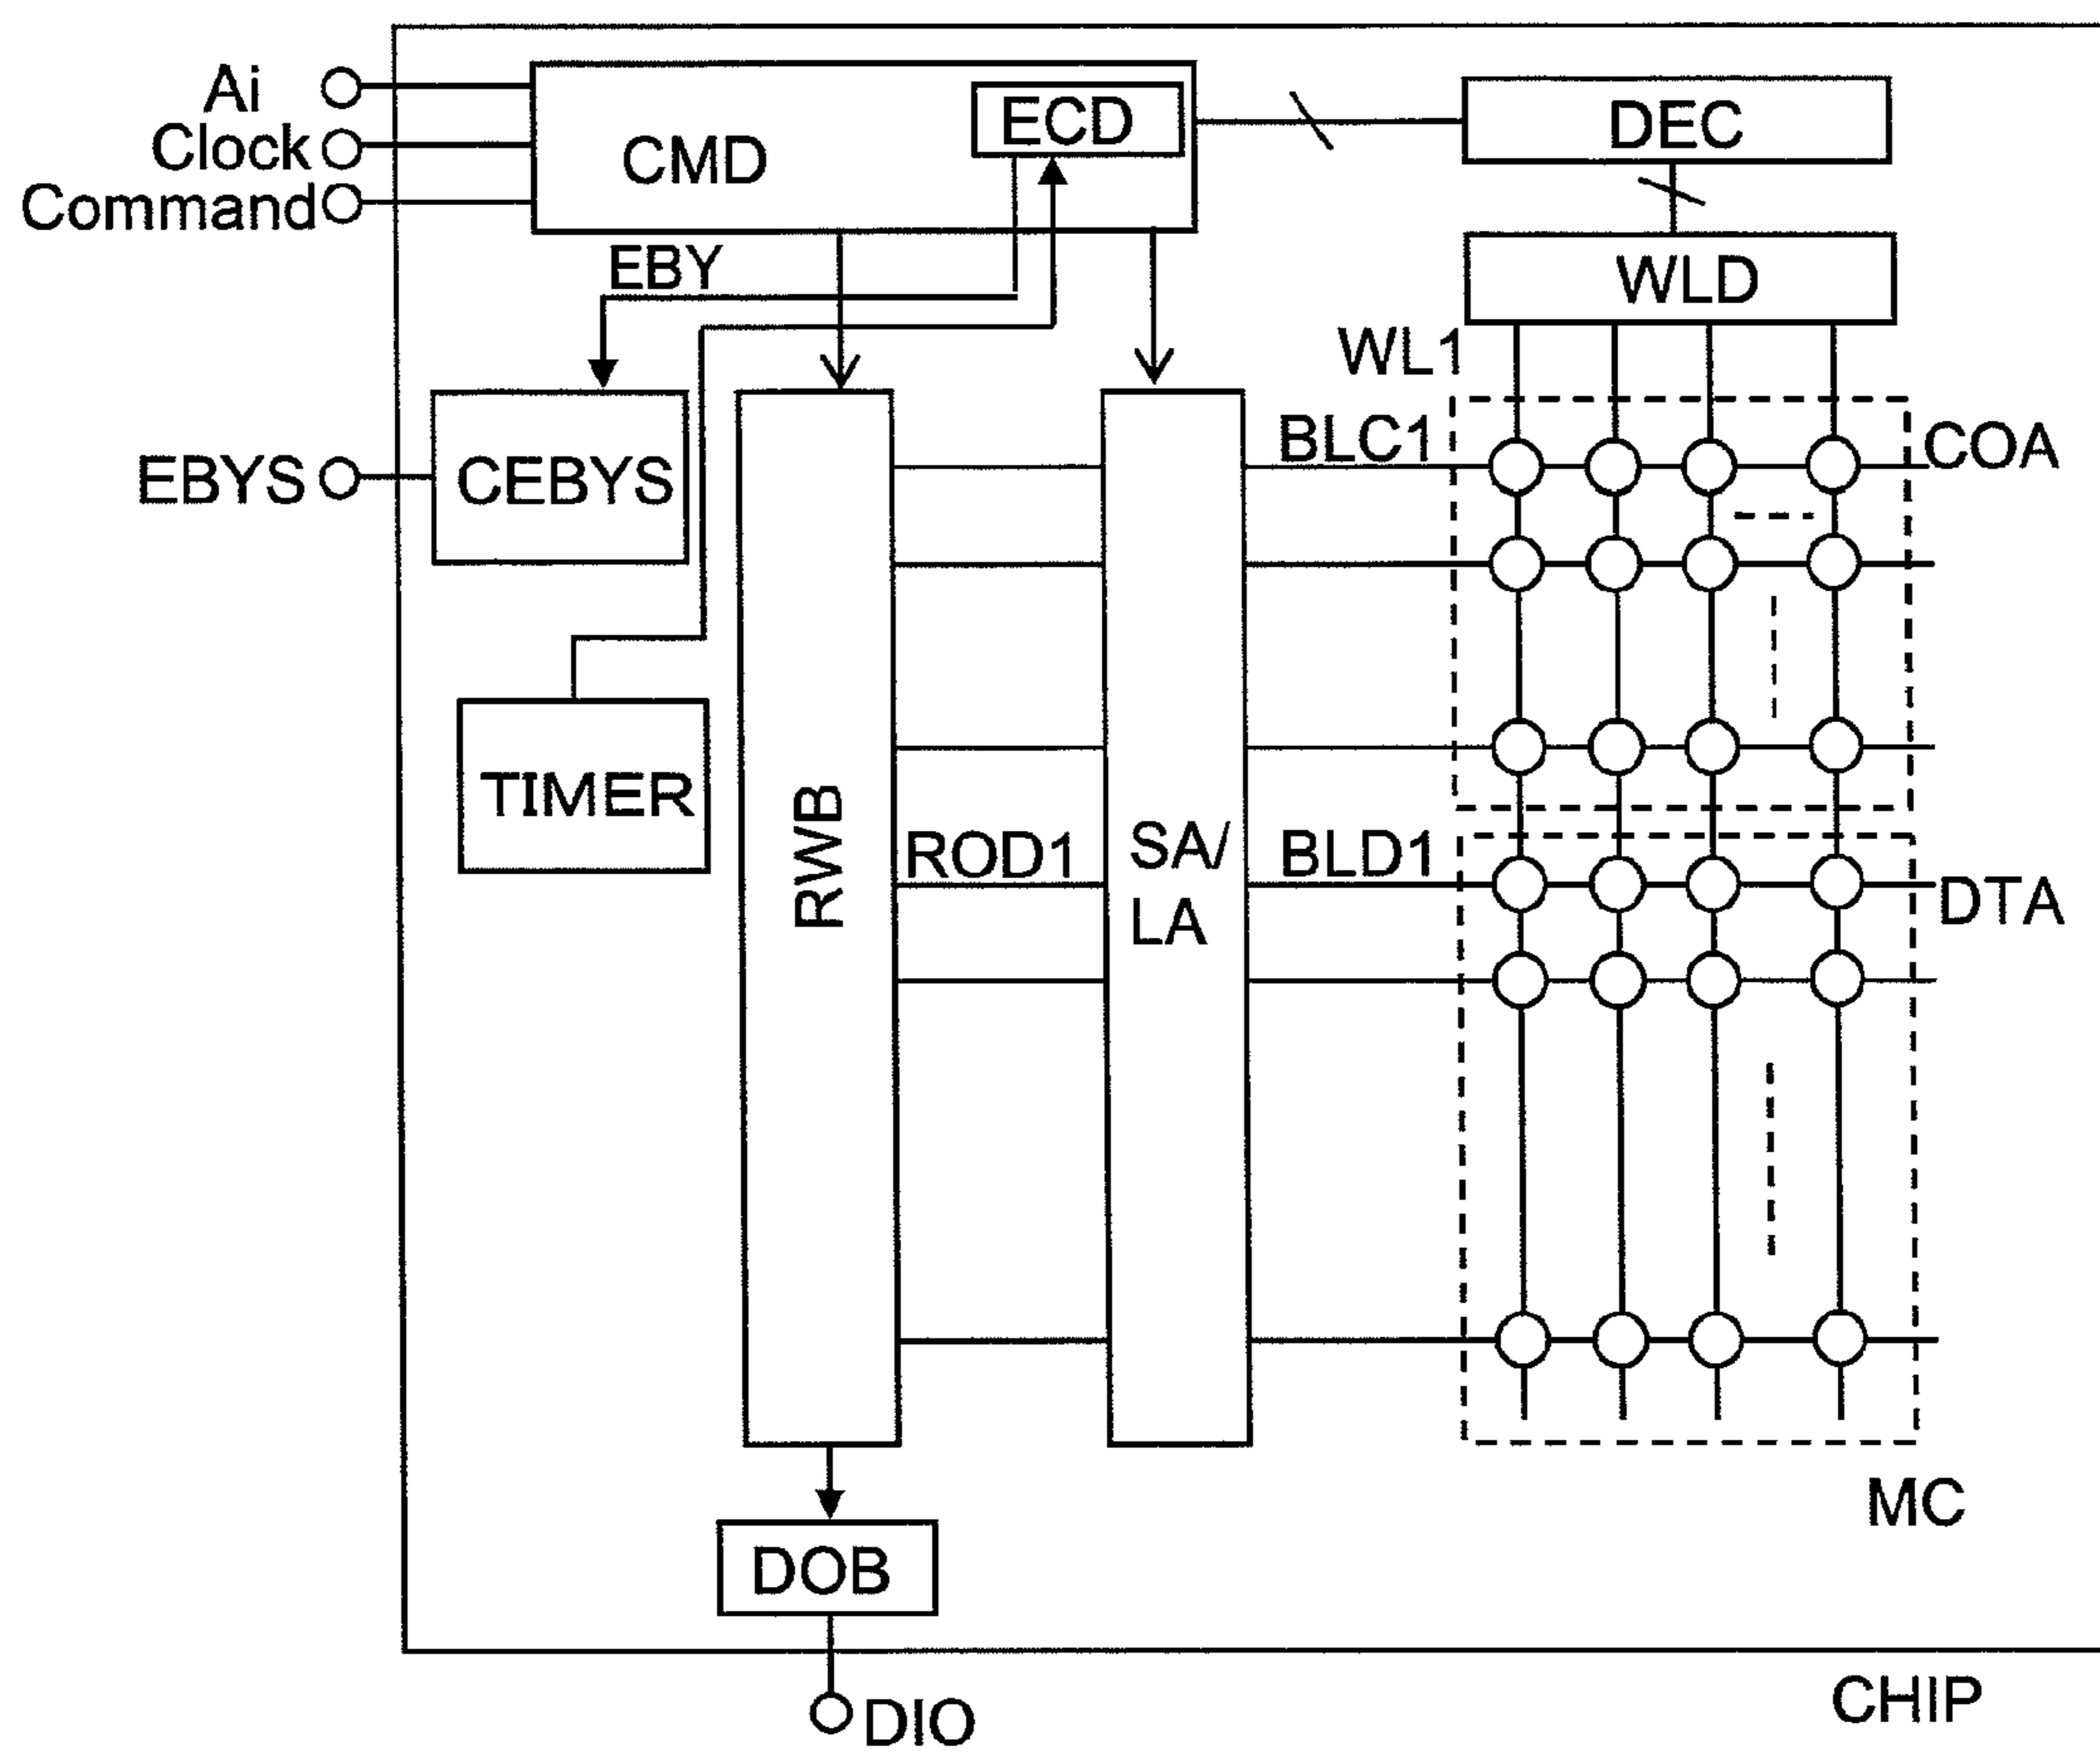 Ai
Clock
Command
CMD
ECD
DEC
EBY
WLD
WL1
EBYS
CEBYS
BLC1
COA
TIMER
RWB
ROD1
SA/
LA
BLD1
DTA
MC
DOB
DIO
CHIP